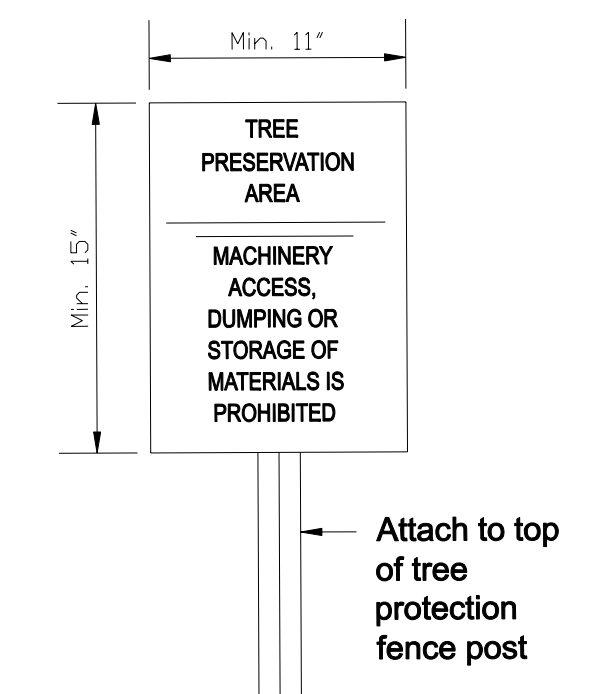 Min. 11"
TREE
PRESERVATION
AREA
Min. 15"
MACHINERY
ACCESS,
DUMPING OR
STORAGE OF
MATERIALS IS
PROHIBITED
Attach to top
of tree
protection
fence post